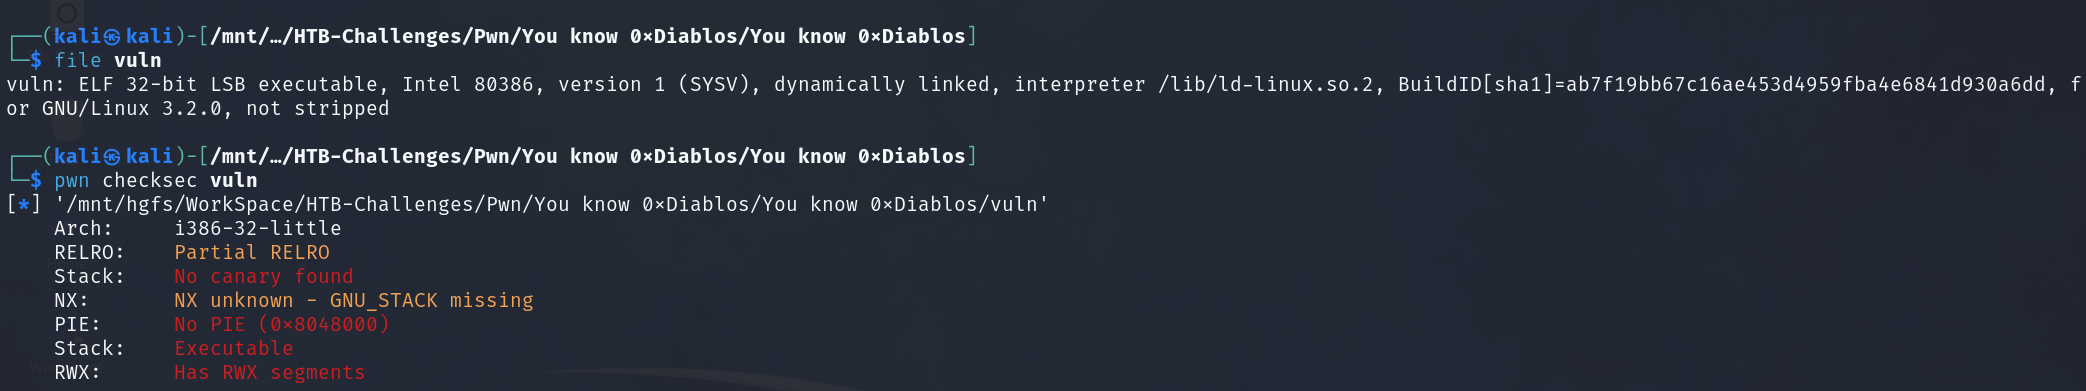 ┌──(kali㉿kali)-[/mnt/…/HTB-Challenges/Pwn/You know 0×Diablos/You know 0×Diablos]
└─$ file vuln
vuln: ELF 32-bit LSB executable, Intel 80386, version 1 (SYSV), dynamically linked, interpreter /lib/ld-linux.so.2, BuildID[sha1]=ab7f19bb67c16ae453d4959fba4e6841d930a6dd, f
or GNU/Linux 3.2.0, not stripped
┌──(kali㉿kali)-[/mnt/…/HTB-Challenges/Pwn/You know 0×Diablos/You know 0×Diablos]
└─$ pwn checksec vuln
[*] '/mnt/hgfs/WorkSpace/HTB-Challenges/Pwn/You know 0×Diablos/You know 0×Diablos/vuln'
Arch: i386-32-little
RELRO: Partial RELRO
Stack: No canary found
NX: NX unknown - GNU_STACK missing
PIE: No PIE (0×8048000)
Stack: Executable
RWX: Has RWX segments